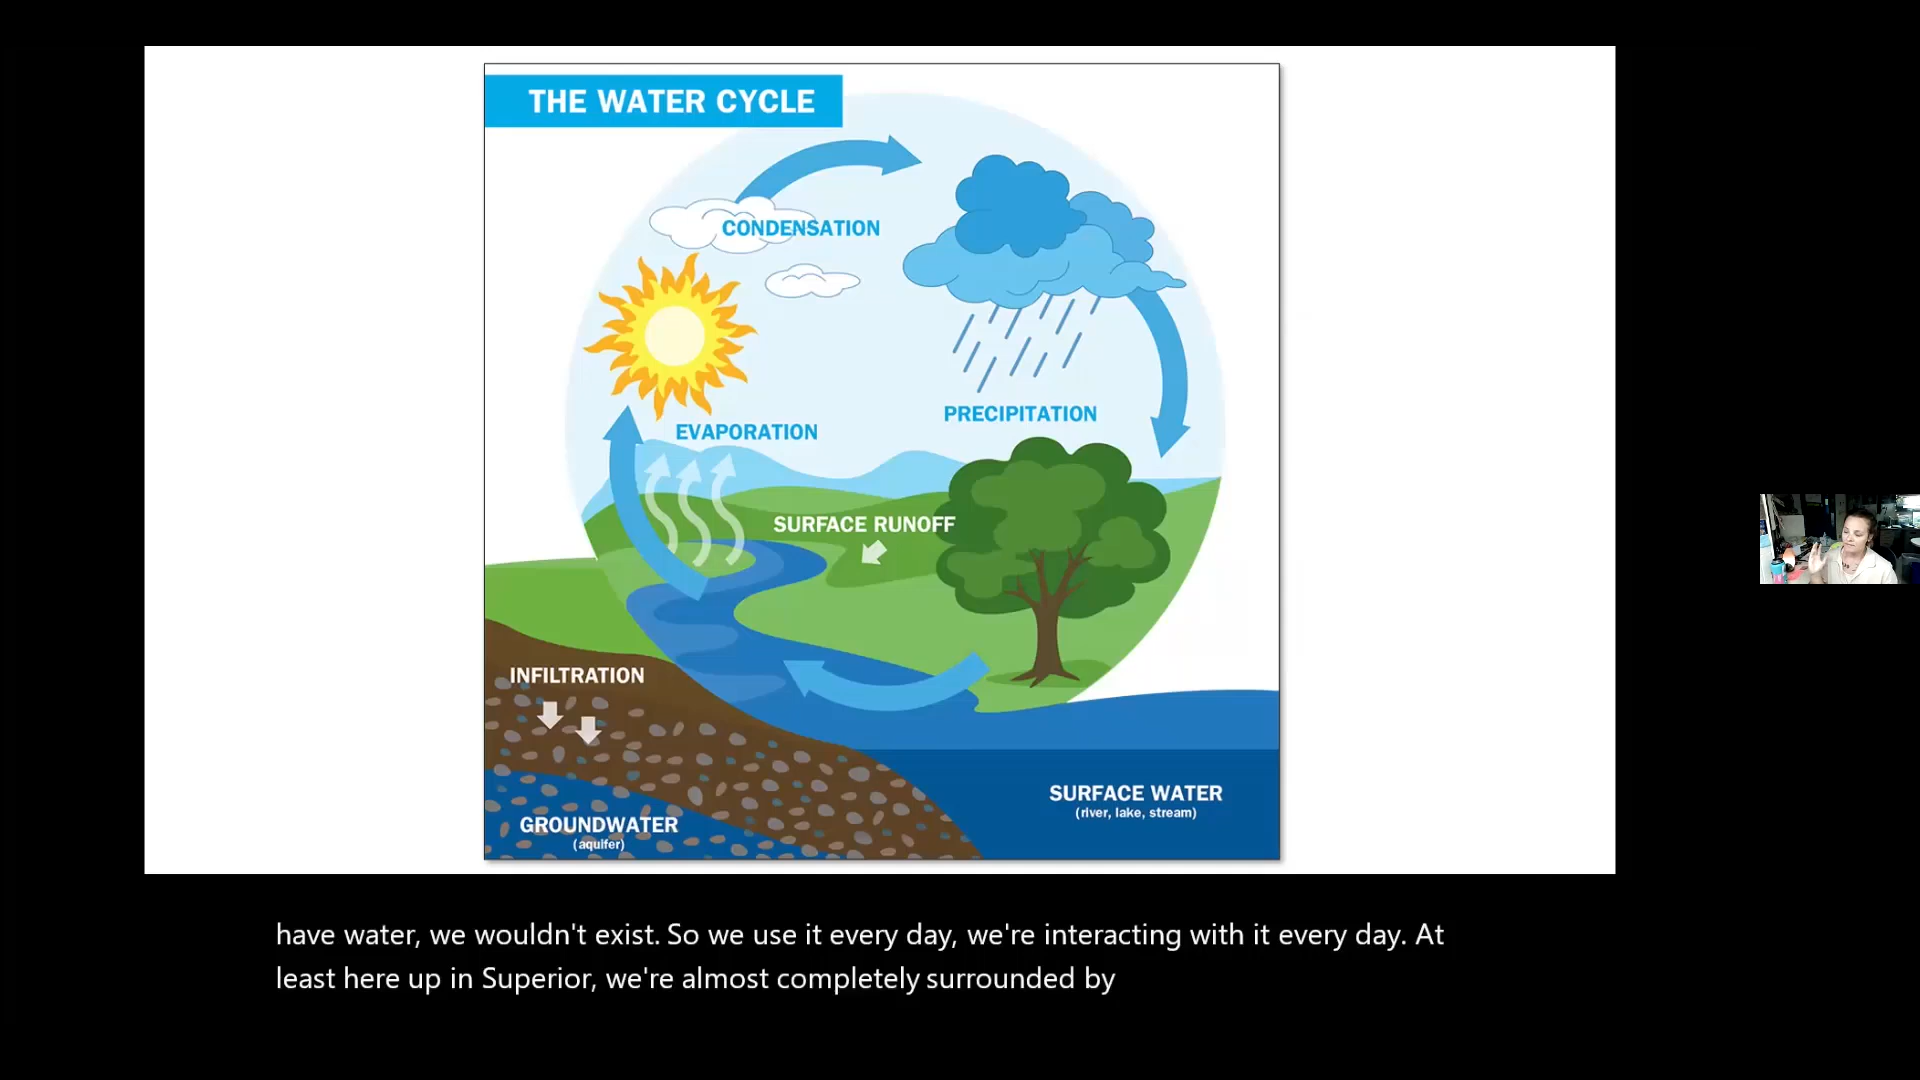 THE WATER CYCLE
CONDENSATION
PRECIPITATION
EVAPORATION
SURFACE RUNOFF
INFILTRATION
SURFACE WATER
(river, lake, stream)
GROUNDWATER
(aquifer)
have water, we wouldn't exist. So we use it every day, we're interacting with it every day. At
least here up in Superior, we're almost completely surrounded by